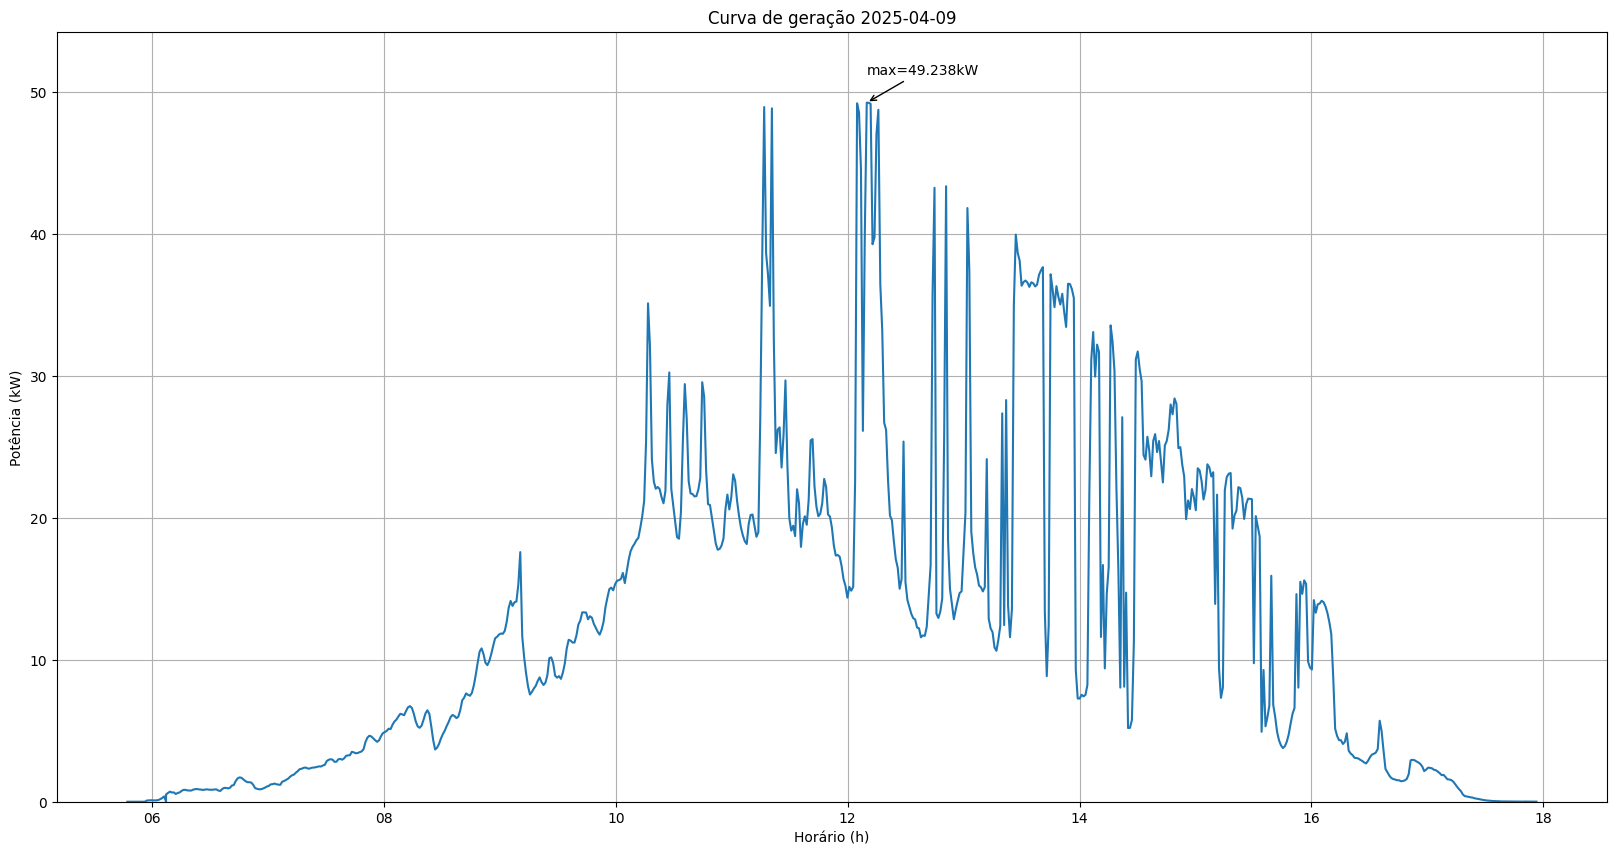 Curva de geração 2025-04-09
max=49.238kW
50
40
30
20
10
0
Potência (kW)
06 08 10 12 14 16 18
Horário (h)